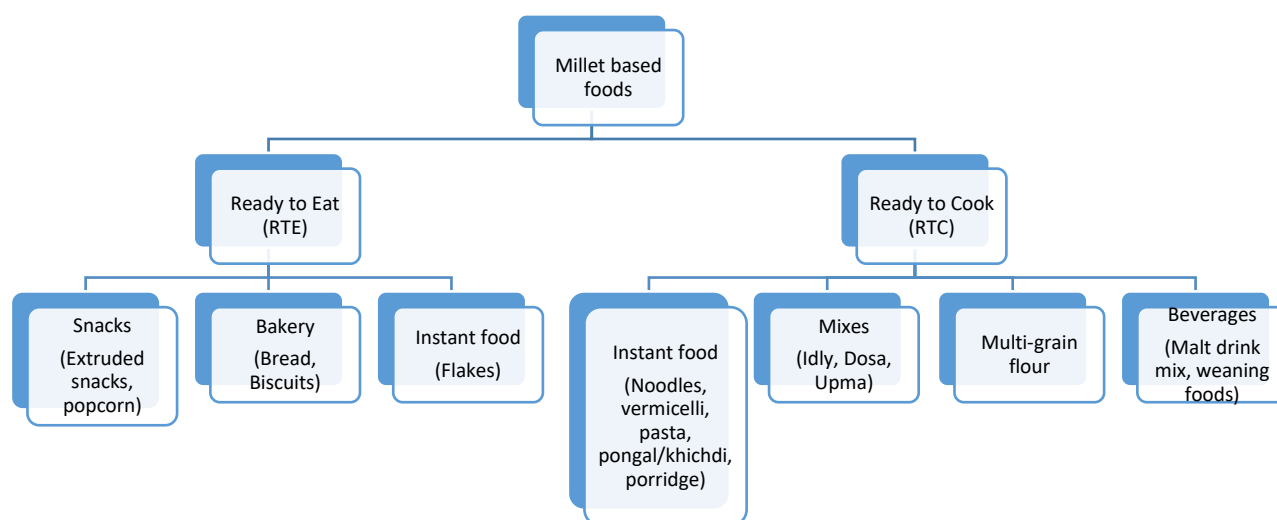 Millet based
foods
Ready to Eat
(RTE)
Ready to Cook
(RTC)
Snacks
(Extruded
snacks,
popcorn)
Bakery
(Bread,
Biscuits)
Instant food
(Flakes)
Instant food
(Noodles,
vermicelli,
pasta,
pongal/khichdi,
porridge)
Mixes
(Idly, Dosa,
Upma)
Multi-grain
flour
Beverages
(Malt drink
mix, weaning
foods)